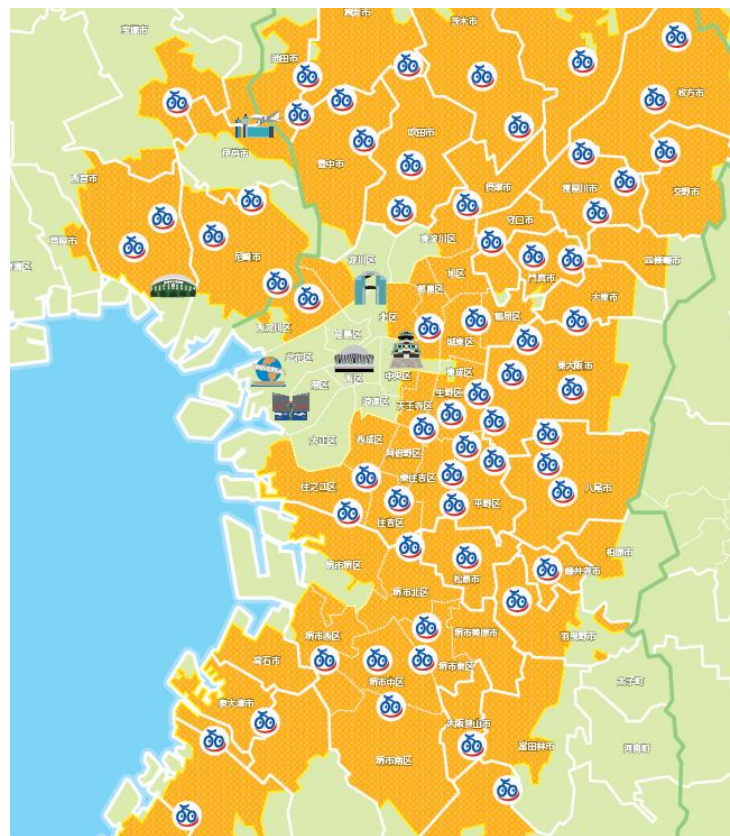 宝塚市
池田市
茨木市
枚方市
伊丹市
豊中市
吹田市
摂津市
寝屋川市
交野市
西宮市
芦屋市
尼崎市
守口市
門真市
四條畷市
大東市
淀川区
東淀川区
旭区
都島区
北区
鶴見区
城東区
西淀川区
福島区
此花区
UNIVERSAL
西区
中央区
東成区
東大阪市
港区
浪速区
天王寺区
生野区
大正区
西成区
阿倍野区
住之江区
東住吉区
平野区
八尾市
住吉区
堺市堺区
松原市
藤井寺市
柏原市
堺市北区
堺市西区
堺市美原区
羽曳野市
高石市
堺市中区
堺市東区
太子町
泉大津市
大阪狭山市
富田林市
河南町
堺市南区